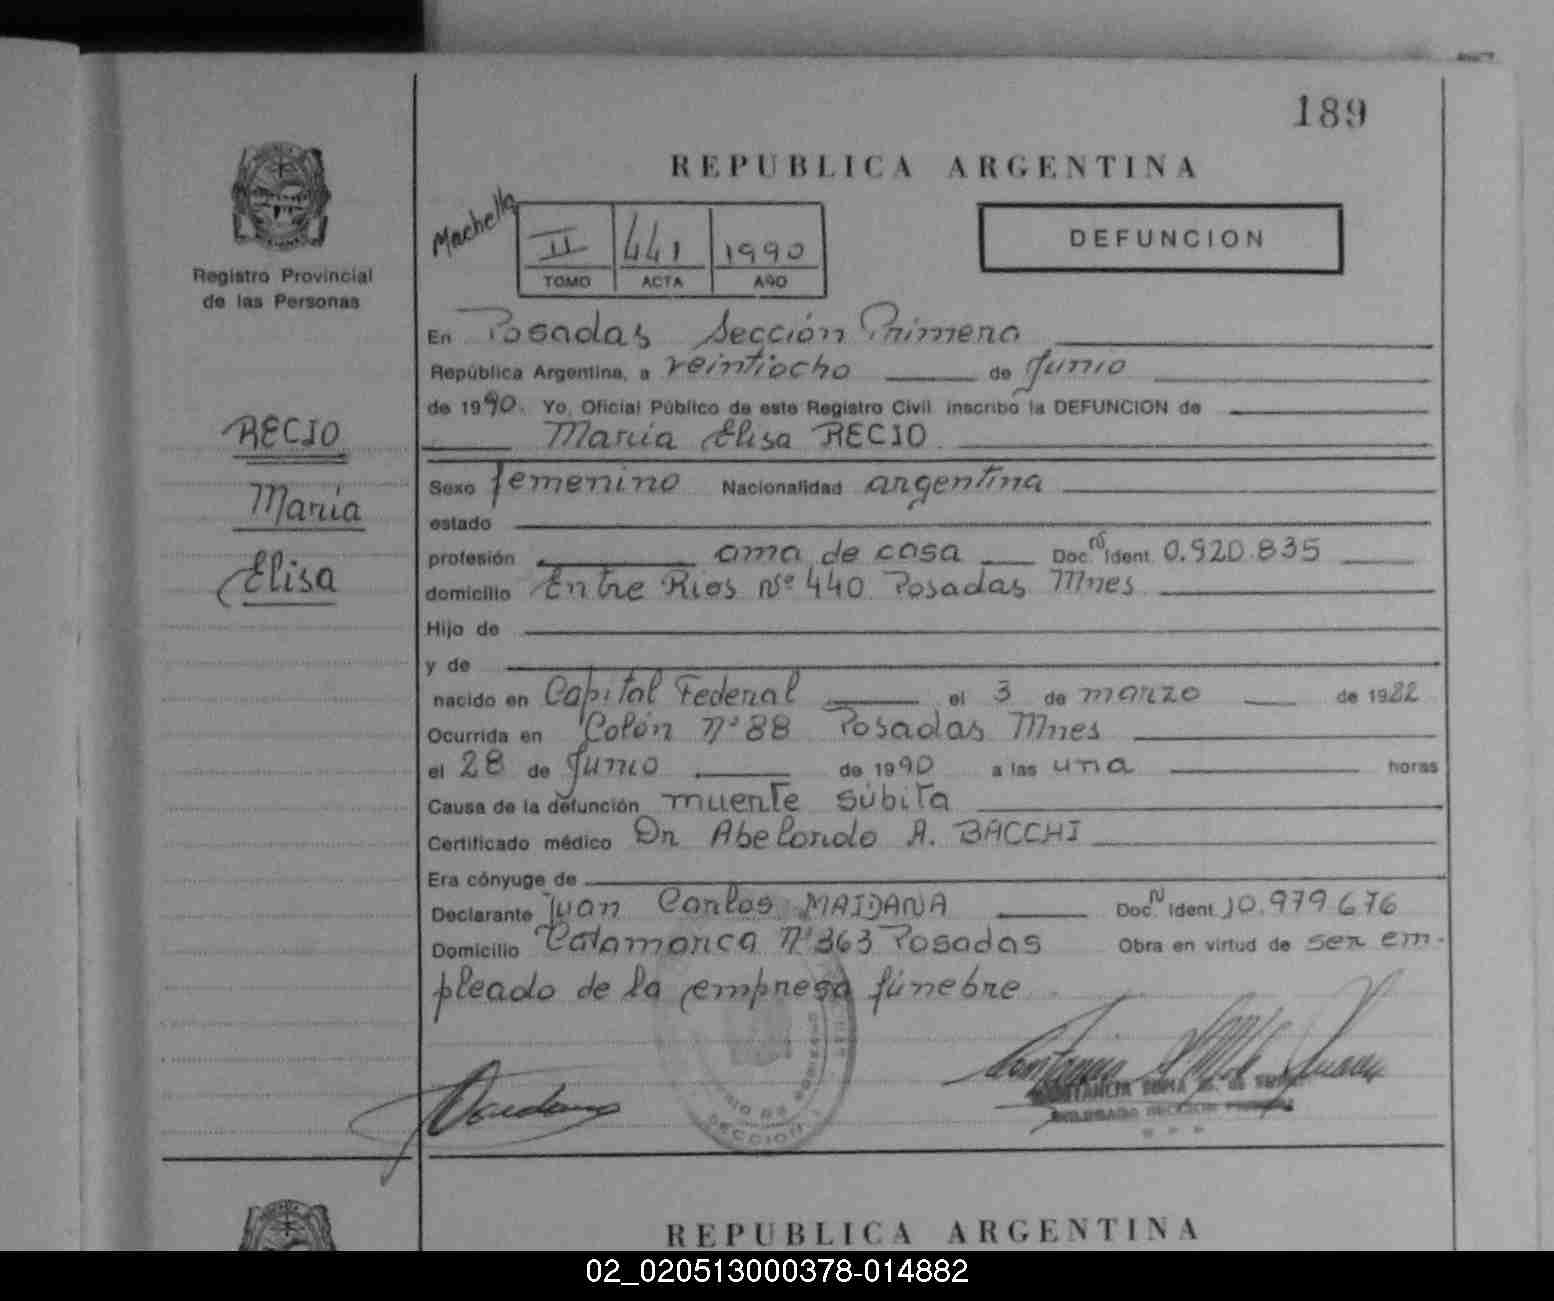 189
REPUBLICA ARGENTINA
Machella
II 441 1990
TOMO ACTA AÑO
DEFUNCION
Registro Provincial
de las Personas
En Posadas Sección Primera
República Argentina, a veintiocho de Junio
de 1990. Yo, Oficial Público de este Registro Civil inscribo la DEFUNCION de
María Elisa RECIO
RECIO
María
Elisa
Sexo femenino Nacionalidad argentina
estado
profesión ama de casa Doc. Nº Ident. 0.920.835
domicilio Entre Ríos Nº 440 Posadas Mnes
Hijo de
y de
nacido en Capital Federal el 3 de marzo de 1922
Ocurrida en Colón Nº 88 Posadas Mnes
el 28 de Junio de 1990 a las una horas
Causa de la defunción muerte súbita
Certificado médico Dr Abelardo A. BACCHI
Era cónyuge de
Declarante Juan Carlos MAIDANA Doc. Nº Ident. 10.979.676
Domicilio Catamarca Nº 363 Posadas Obra en virtud de ser em-
pleado de la empresa fúnebre
SECCION
REPUBLICA ARGENTINA
02_020513000378-014882